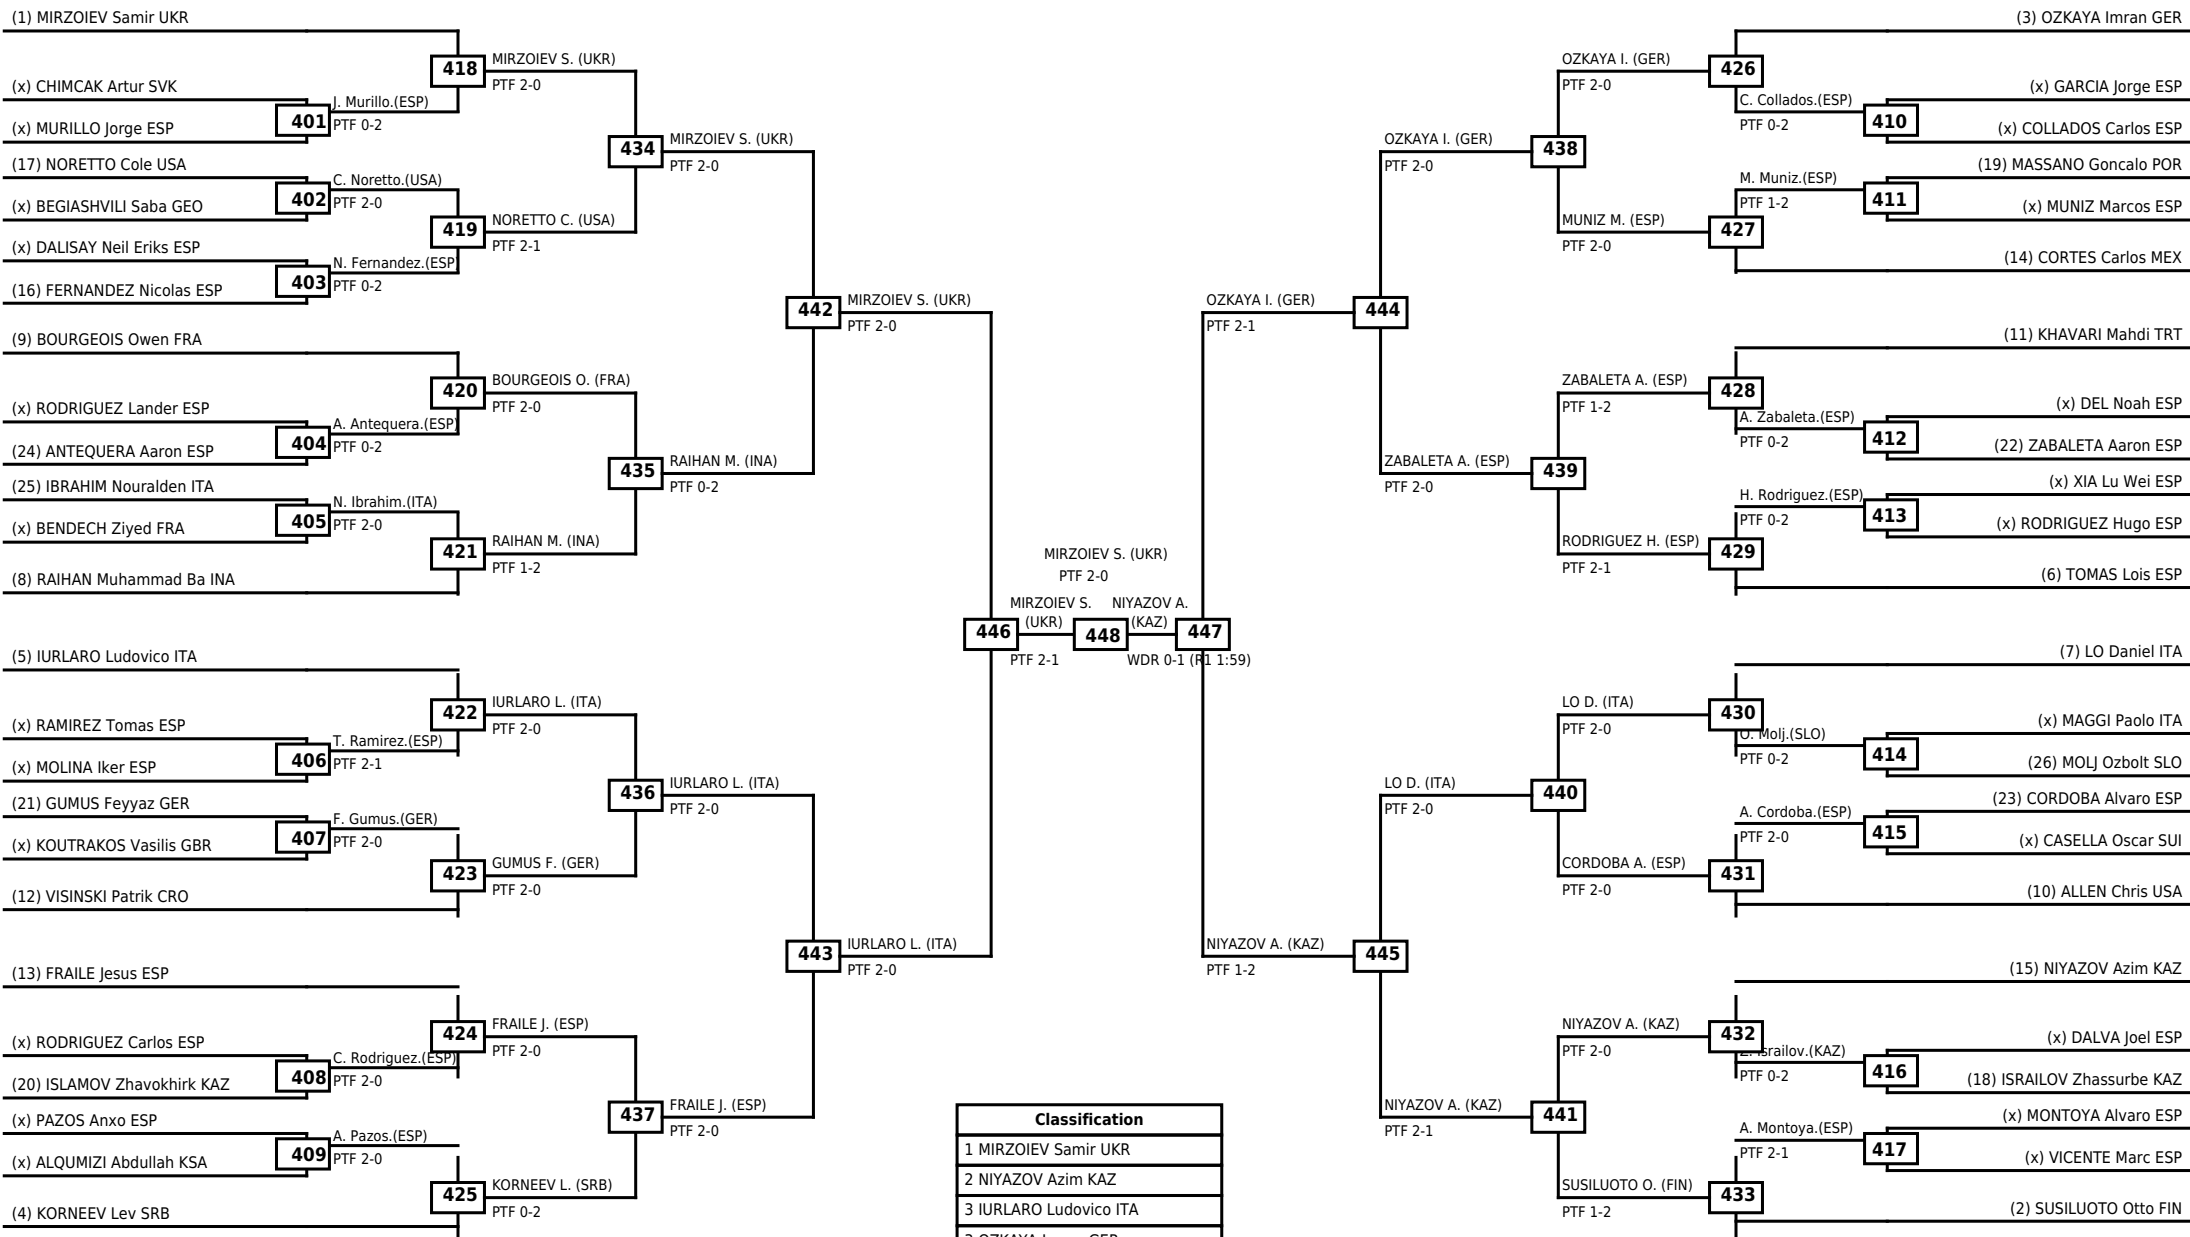 (1) MIRZOIEV Samir UKR
(x) CHIMCAK Artur SVK
(x) MURILLO Jorge ESP
(17) NORETTO Cole USA
(x) BEGIASHVILI Saba GEO
(x) DALISAY Neil Eriks ESP
(16) FERNANDEZ Nicolas ESP
(9) BOURGEOIS Owen FRA
(x) RODRIGUEZ Lander ESP
(24) ANTEQUERA Aaron ESP
(25) IBRAHIM Nouralden ITA
(x) BENDECH Ziyed FRA
(8) RAIHAN Muhammad Ba INA
(5) IURLARO Ludovico ITA
(x) RAMIREZ Tomas ESP
(x) MOLINA Iker ESP
(21) GUMUS Feyyaz GER
(x) KOUTRAKOS Vasilis GBR
(12) VISINSKI Patrik CRO
(13) FRAILE Jesus ESP
(x) RODRIGUEZ Carlos ESP
(20) ISLAMOV Zhavokhirk KAZ
(x) PAZOS Anxo ESP
(x) ALQUMIZI Abdullah KSA
(4) KORNEEV Lev SRB
401
J. Murillo.(ESP)
PTF 0-2
402
C. Noretto.(USA)
PTF 2-0
403
N. Fernandez.(ESP)
PTF 0-2
404
A. Antequera.(ESP)
PTF 0-2
405
N. Ibrahim.(ITA)
PTF 2-0
406
T. Ramirez.(ESP)
PTF 2-1
407
F. Gumus.(GER)
PTF 2-0
408
C. Rodriguez.(ESP)
PTF 2-0
409
A. Pazos.(ESP)
PTF 2-0
418
MIRZOIEV S. (UKR)
PTF 2-0
419
NORETTO C. (USA)
PTF 2-1
420
BOURGEOIS O. (FRA)
PTF 2-0
421
RAIHAN M. (INA)
PTF 1-2
422
IURLARO L. (ITA)
PTF 2-0
423
GUMUS F. (GER)
PTF 2-0
424
FRAILE J. (ESP)
PTF 2-0
425
KORNEEV L. (SRB)
PTF 0-2
434
MIRZOIEV S. (UKR)
PTF 2-0
435
RAIHAN M. (INA)
PTF 0-2
436
IURLARO L. (ITA)
PTF 2-0
437
FRAILE J. (ESP)
PTF 2-0
442
MIRZOIEV S. (UKR)
PTF 2-0
443
IURLARO L. (ITA)
PTF 2-0
MIRZOIEV S. (UKR)
PTF 2-0
446
MIRZOIEV S.
(UKR)
PTF 2-1
448
NIYAZOV A.
(KAZ)
447
WDR 0-1 (R1 1:59)
OZKAYA I. (GER)
PTF 2-1
444
NIYAZOV A. (KAZ)
PTF 1-2
445
OZKAYA I. (GER)
PTF 2-0
438
ZABALETA A. (ESP)
PTF 2-0
439
LO D. (ITA)
PTF 2-0
440
NIYAZOV A. (KAZ)
PTF 2-1
441
OZKAYA I. (GER)
PTF 2-0
426
MUNIZ M. (ESP)
PTF 2-0
427
ZABALETA A. (ESP)
PTF 1-2
428
RODRIGUEZ H. (ESP)
PTF 2-1
429
LO D. (ITA)
PTF 2-0
430
CORDOBA A. (ESP)
PTF 2-0
431
NIYAZOV A. (KAZ)
PTF 2-0
432
SUSILUOTO O. (FIN)
PTF 1-2
433
C. Collados.(ESP)
PTF 0-2
410
M. Muniz.(ESP)
PTF 1-2
411
A. Zabaleta.(ESP)
PTF 0-2
412
H. Rodriguez.(ESP)
PTF 0-2
413
O. Molj.(SLO)
PTF 0-2
414
A. Cordoba.(ESP)
PTF 2-0
415
Z. Israilov.(KAZ)
PTF 0-2
416
A. Montoya.(ESP)
PTF 2-1
417
(3) OZKAYA Imran GER
(x) GARCIA Jorge ESP
(x) COLLADOS Carlos ESP
(19) MASSANO Goncalo POR
(x) MUNIZ Marcos ESP
(14) CORTES Carlos MEX
(11) KHAVARI Mahdi TRT
(x) DEL Noah ESP
(22) ZABALETA Aaron ESP
(x) XIA Lu Wei ESP
(x) RODRIGUEZ Hugo ESP
(6) TOMAS Lois ESP
(7) LO Daniel ITA
(x) MAGGI Paolo ITA
(26) MOLJ Ozbolt SLO
(23) CORDOBA Alvaro ESP
(x) CASELLA Oscar SUI
(10) ALLEN Chris USA
(15) NIYAZOV Azim KAZ
(x) DALVA Joel ESP
(18) ISRAILOV Zhassurbe KAZ
(x) MONTOYA Alvaro ESP
(x) VICENTE Marc ESP
(2) SUSILUOTO Otto FIN
Classification
1 MIRZOIEV Samir UKR
2 NIYAZOV Azim KAZ
3 IURLARO Ludovico ITA